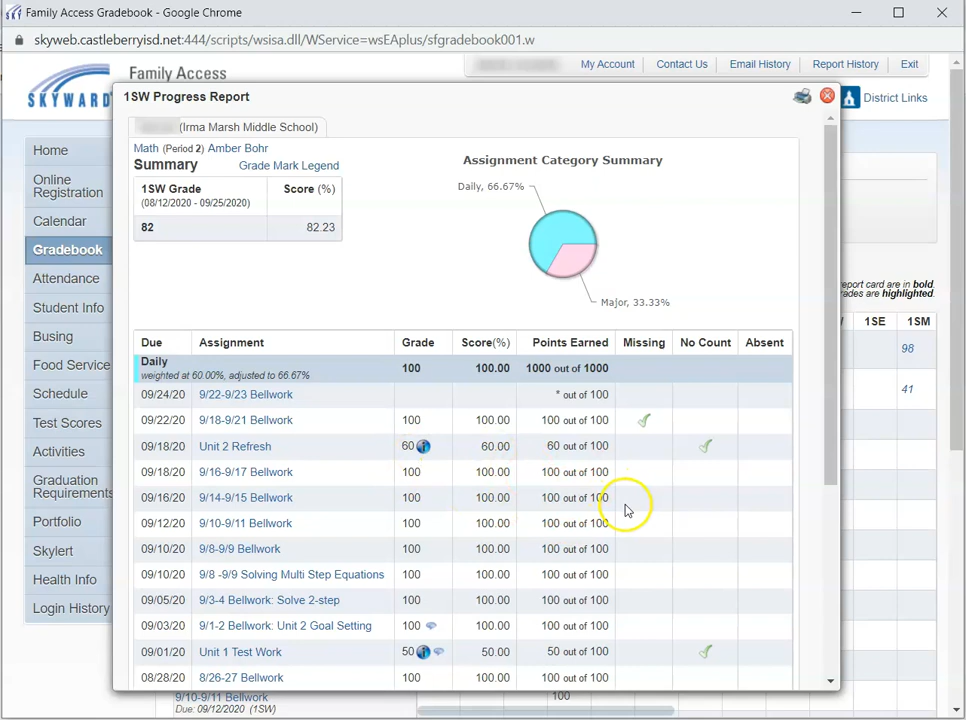 Family Access Gradebook - Google Chrome
skyweb.castleberryisd.net:444/scripts/wsisa.dll/WService=wsEAplus/sfgradebook001.w
SKYWARD
Family Access
My Account
Contact Us
Email History
Report History
Exit
District Links
Home
Online
Registration
Calendar
Gradebook
Attendance
Student Info
Busing
Food Service
Schedule
Test Scores
Activities
Graduation
Requirements
Portfolio
Skylert
Health Info
Login History
1SW Progress Report
(Irma Marsh Middle School)
Math (Period 2) Amber Bohr
Summary Grade Mark Legend
1SW Grade Score (%)
(08/12/2020 - 09/25/2020)
82 82.23
Assignment Category Summary
Daily, 66.67%
Major, 33.33%
Due Assignment Grade Score(%) Points Earned Missing No Count Absent
Daily 100 100.00 1000 out of 1000
weighted at 60.00%, adjusted to 66.67%
09/24/20 9/22-9/23 Bellwork * out of 100
09/22/20 9/18-9/21 Bellwork 100 100.00 100 out of 100
09/18/20 Unit 2 Refresh 60 60.00 60 out of 100
09/18/20 9/16-9/17 Bellwork 100 100.00 100 out of 100
09/16/20 9/14-9/15 Bellwork 100 100.00 100 out of 100
09/12/20 9/10-9/11 Bellwork 100 100.00 100 out of 100
09/10/20 9/8-9/9 Bellwork 100 100.00 100 out of 100
09/10/20 9/8 -9/9 Solving Multi Step Equations 100 100.00 100 out of 100
09/05/20 9/3-4 Bellwork: Solve 2-step 100 100.00 100 out of 100
09/03/20 9/1-2 Bellwork: Unit 2 Goal Setting 100 100.00 100 out of 100
09/01/20 Unit 1 Test Work 50 50.00 50 out of 100
08/28/20 8/26-27 Bellwork 100 100.00 100 out of 100
report card are in bold.
rades are highlighted.
1SE 1SM
98
41
9/10-9/11 Bellwork
Due: 09/12/2020 (1SW)
100